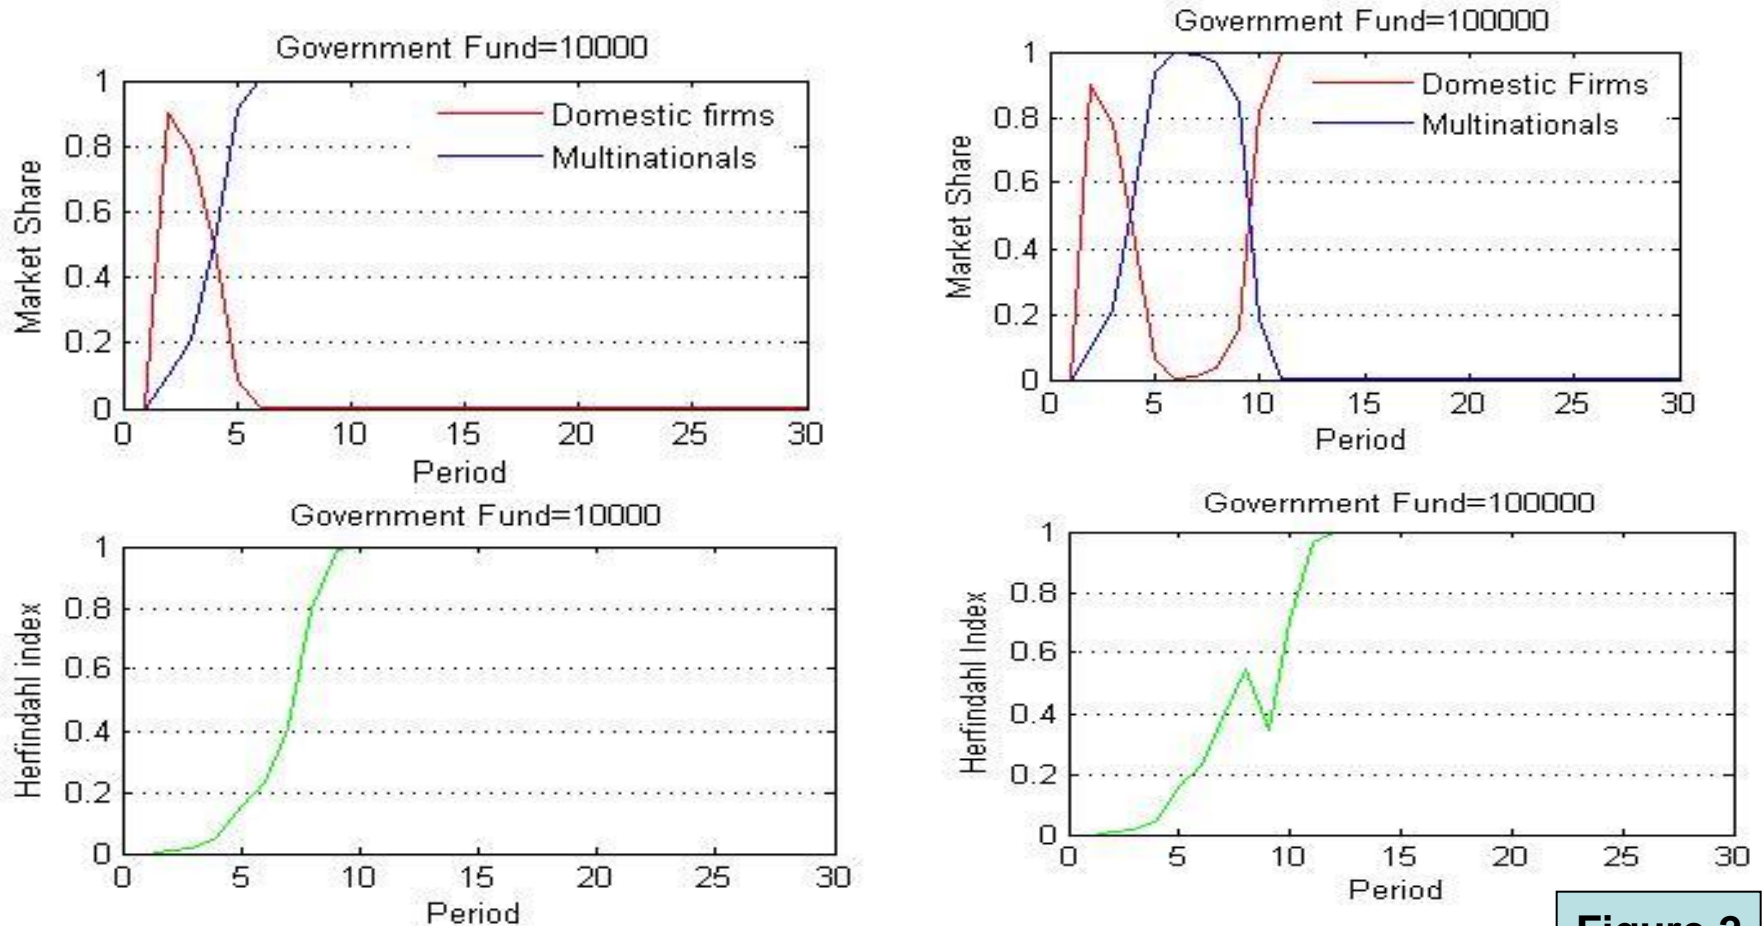 Government Fund=10000
1
0.8
0.6
0.4
0.2
0
Market Share
Domestic firms
Multinationals
0 5 10 15 20 25 30
Period
Government Fund=100000
1
0.8
0.6
0.4
0.2
0
Market Share
Domestic Firms
Multinationals
0 5 10 15 20 25 30
Period
Government Fund=10000
1
0.8
0.6
0.4
0.2
0
Herfindahl index
0 5 10 15 20 25 30
Period
Government Fund=100000
1
0.8
0.6
0.4
0.2
0
Herfindahl Index
0 5 10 15 20 25 30
Period
Figure